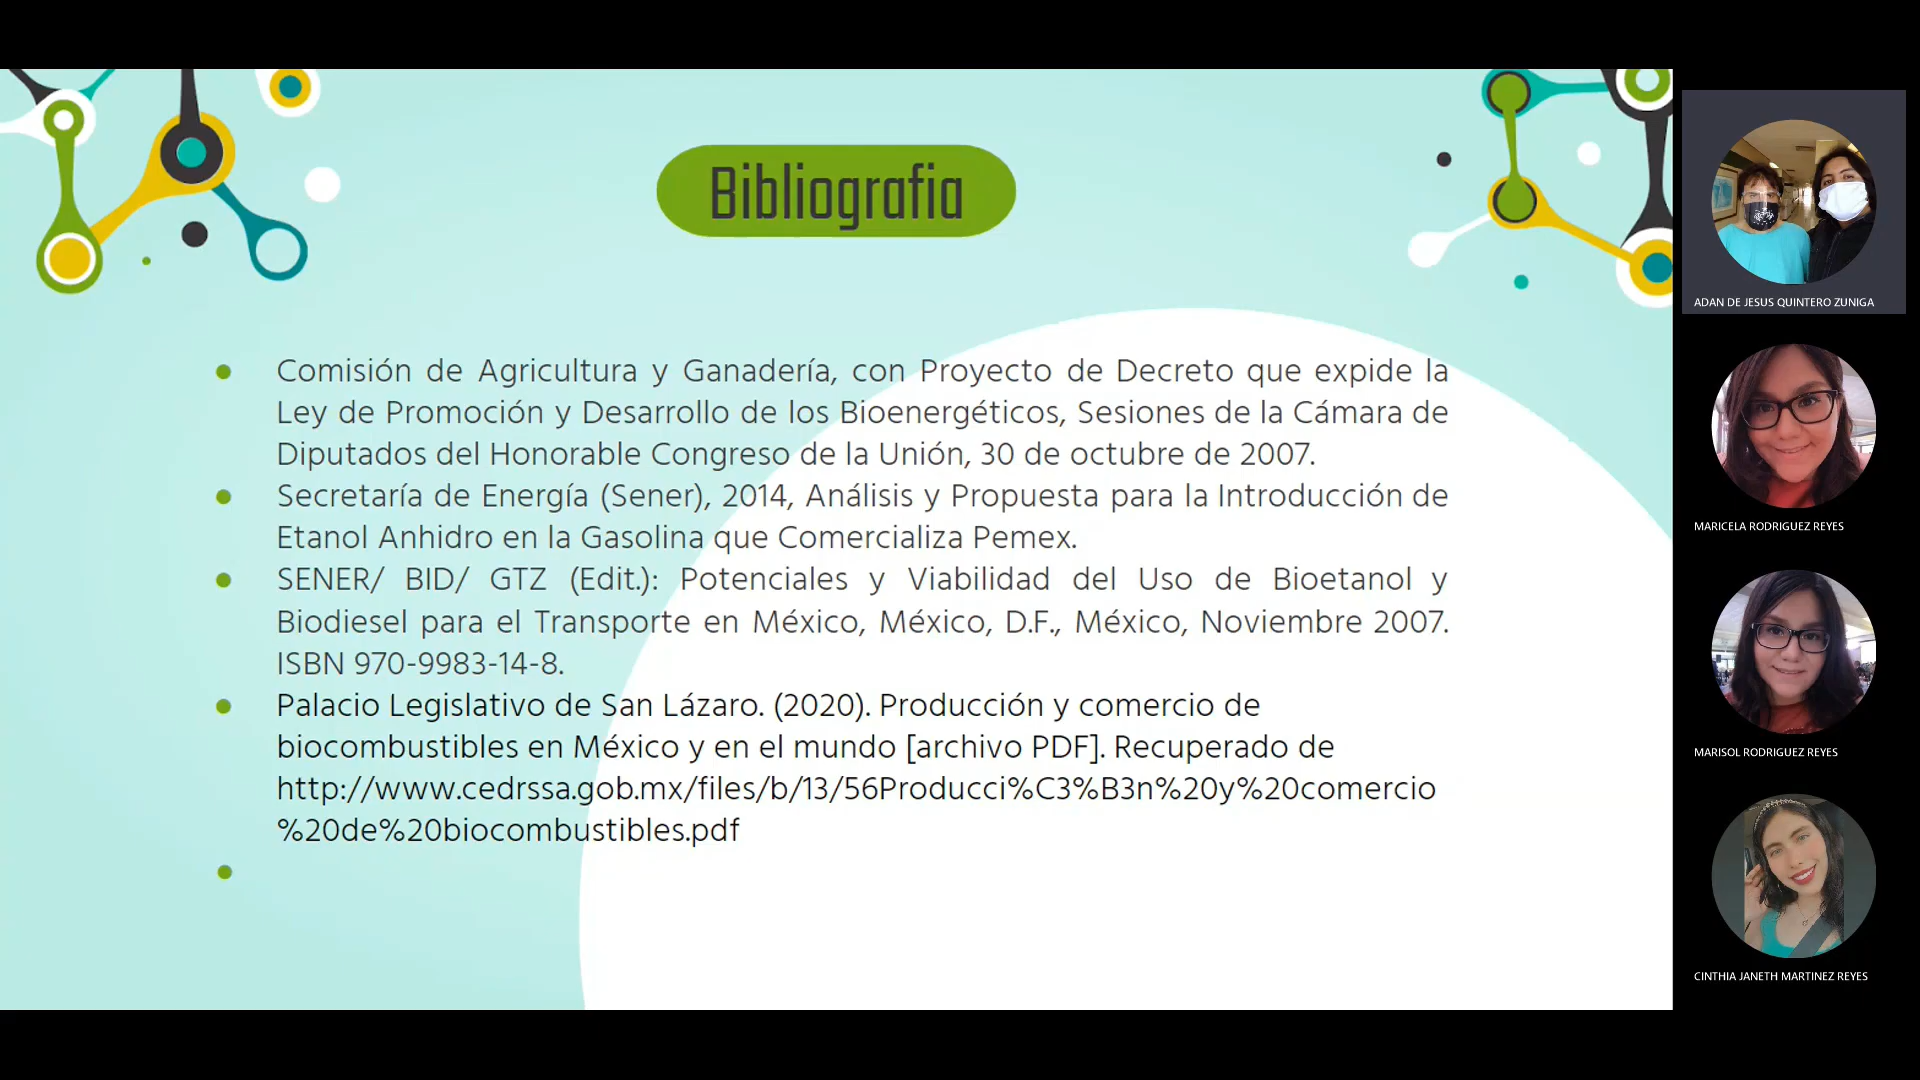 Bibliografia
Comisión de Agricultura y Ganadería, con Proyecto de Decreto que expide la
Ley de Promoción y Desarrollo de los Bioenergéticos, Sesiones de la Cámara de
Diputados del Honorable Congreso de la Unión, 30 de octubre de 2007.
Secretaría de Energía (Sener), 2014, Análisis y Propuesta para la Introducción de
Etanol Anhidro en la Gasolina que Comercializa Pemex.
SENER/ BID/ GTZ (Edit.): Potenciales y Viabilidad del Uso de Bioetanol y
Biodiesel para el Transporte en México, México, D.F., México, Noviembre 2007.
ISBN 970-9983-14-8.
Palacio Legislativo de San Lázaro. (2020). Producción y comercio de
biocombustibles en México y en el mundo [archivo PDF]. Recuperado de
http://www.cedrssa.gob.mx/files/b/13/56Producci%C3%B3n%20y%20comercio
%20de%20biocombustibles.pdf
ADAN DE JESUS QUINTERO ZUNIGA
MARICELA RODRIGUEZ REYES
MARISOL RODRIGUEZ REYES
CINTHIA JANETH MARTINEZ REYES